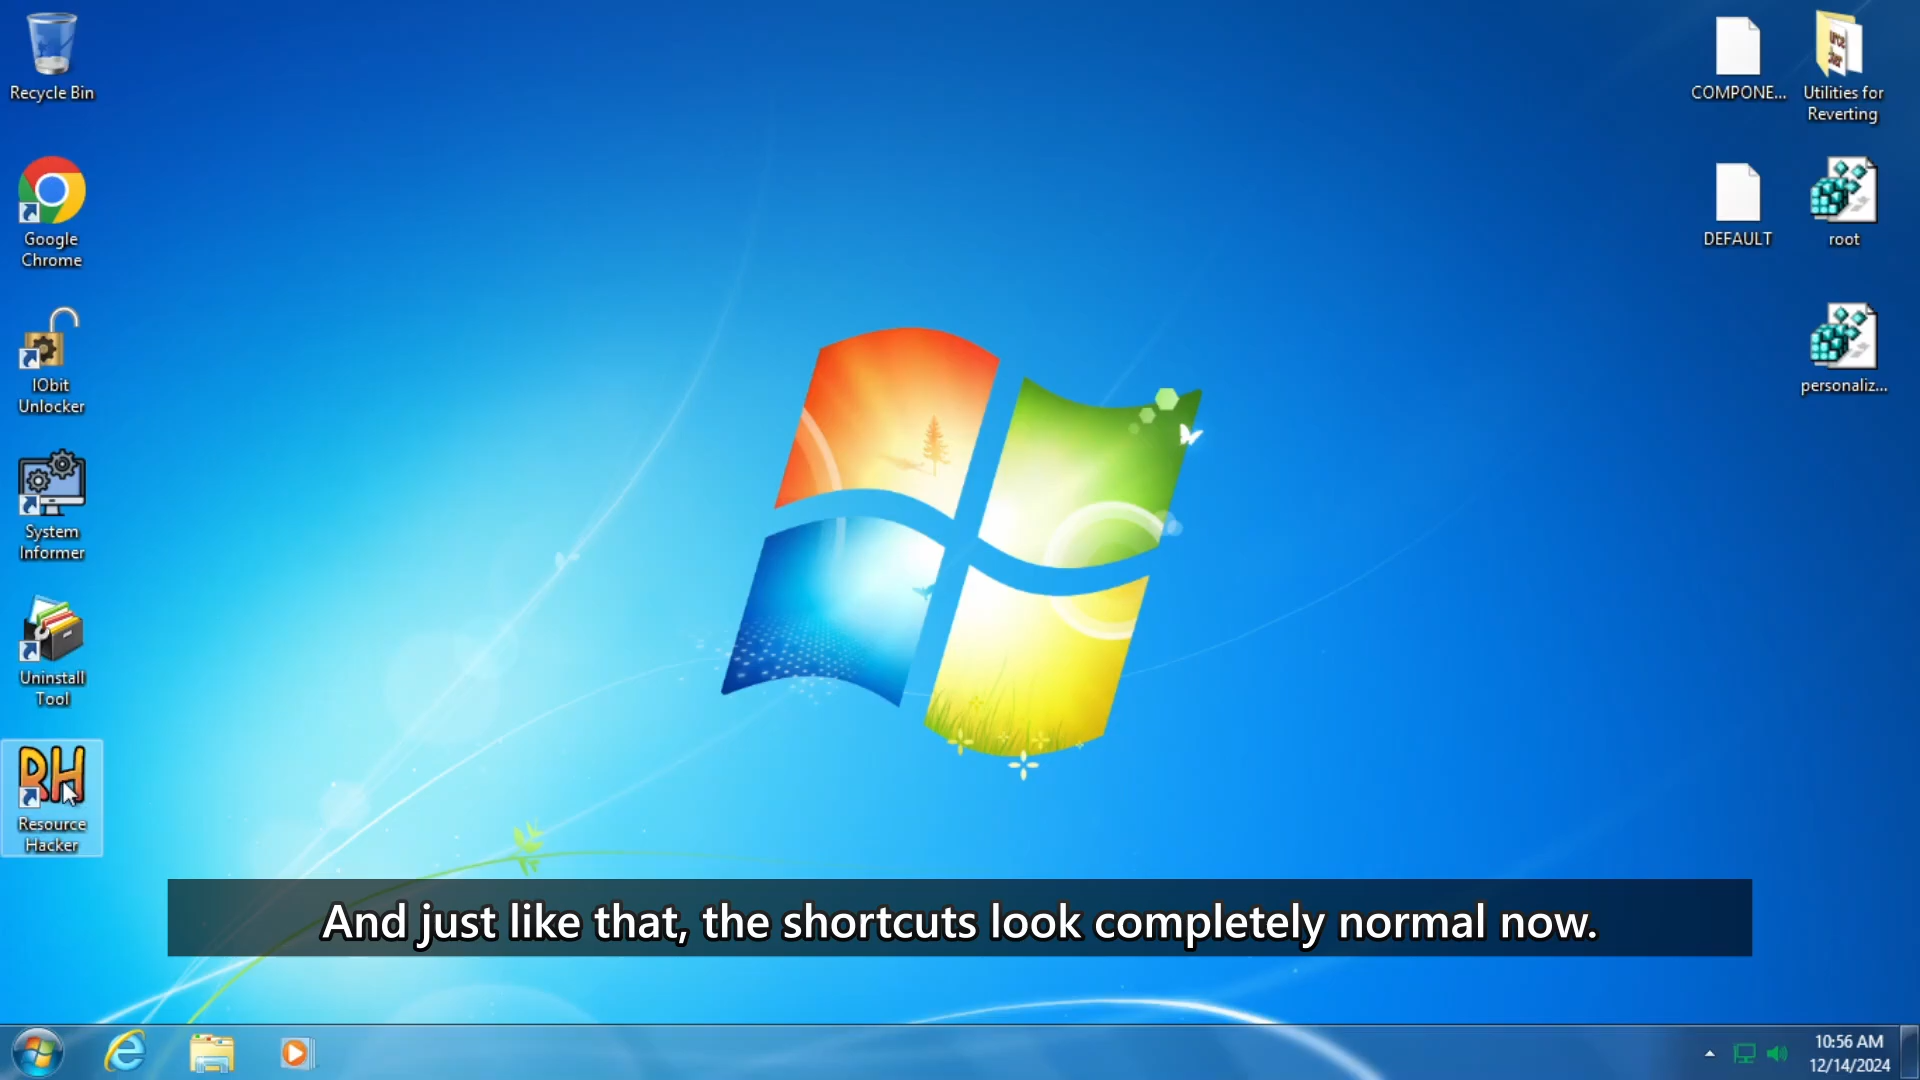 Recycle Bin
Google
Chrome
IObit
Unlocker
System
Informer
Uninstall
Tool
RH
Resource
Hacker
COMPONE...
Utilities for
Reverting
DEFAULT
root
personaliz...
And just like that, the shortcuts look completely normal now.
10:56 AM
12/14/2024